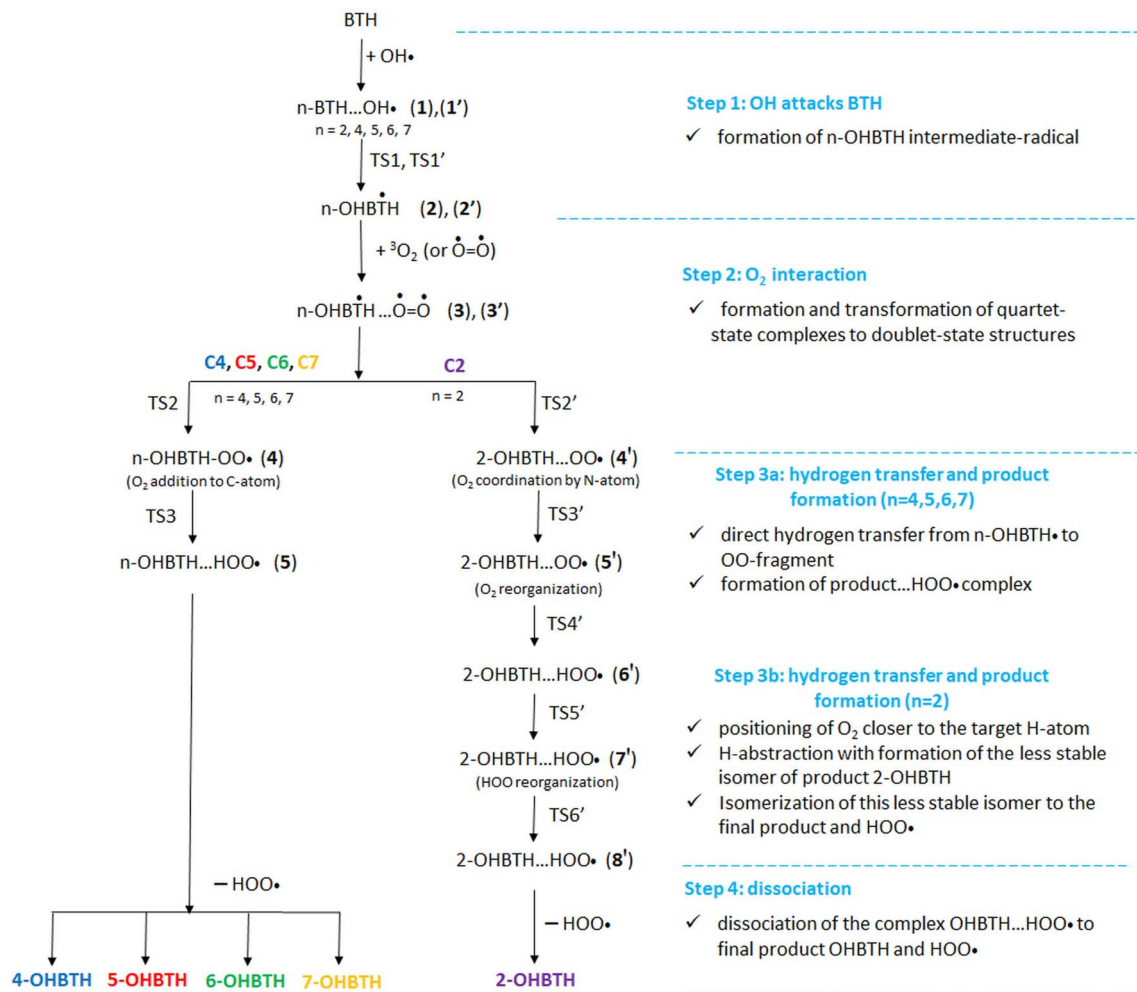 BTH
+ OH•
n-BTH...OH• (1),(1')
n = 2, 4, 5, 6, 7
TS1, TS1'
n-OHBTH• (2), (2')
+ ³O₂ (or Ȯ=Ȯ)
n-OHBTH•...Ȯ=Ȯ (3), (3')
C4, C5, C6, C7
C2
n = 4, 5, 6, 7
n = 2
TS2
TS2'
n-OHBTH-OO• (4)
(O₂ addition to C-atom)
TS3
n-OHBTH...HOO• (5)
– HOO•
4-OHBTH 5-OHBTH 6-OHBTH 7-OHBTH
2-OHBTH...OO• (4')
(O₂ coordination by N-atom)
TS3'
2-OHBTH...OO• (5')
(O₂ reorganization)
TS4'
2-OHBTH...HOO• (6')
TS5'
2-OHBTH...HOO• (7')
(HOO reorganization)
TS6'
2-OHBTH...HOO• (8')
– HOO•
2-OHBTH
Step 1: OH attacks BTH
✓ formation of n-OHBTH intermediate-radical
Step 2: O₂ interaction
✓ formation and transformation of quartet-
state complexes to doublet-state structures
Step 3a: hydrogen transfer and product
formation (n=4,5,6,7)
✓ direct hydrogen transfer from n-OHBTH• to
OO-fragment
✓ formation of product...HOO• complex
Step 3b: hydrogen transfer and product
formation (n=2)
✓ positioning of O₂ closer to the target H-atom
✓ H-abstraction with formation of the less stable
isomer of product 2-OHBTH
✓ Isomerization of this less stable isomer to the
final product and HOO•
Step 4: dissociation
✓ dissociation of the complex OHBTH...HOO• to
final product OHBTH and HOO•